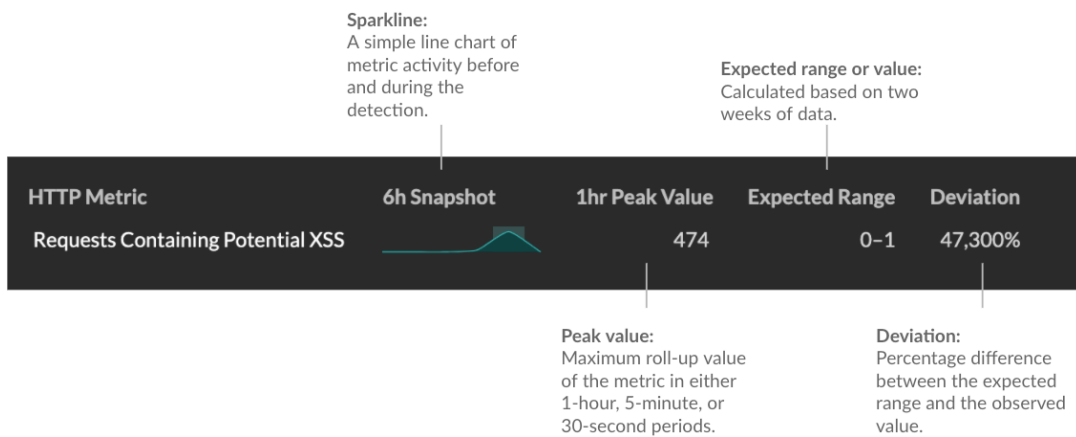 Sparkline:
A simple line chart of
metric activity before
and during the
detection.
Expected range or value:
Calculated based on two
weeks of data.
HTTP Metric 6h Snapshot 1hr Peak Value Expected Range Deviation
Requests Containing Potential XSS 474 0–1 47,300%
Peak value:
Maximum roll-up value
of the metric in either
1-hour, 5-minute, or
30-second periods.
Deviation:
Percentage difference
between the expected
range and the observed
value.